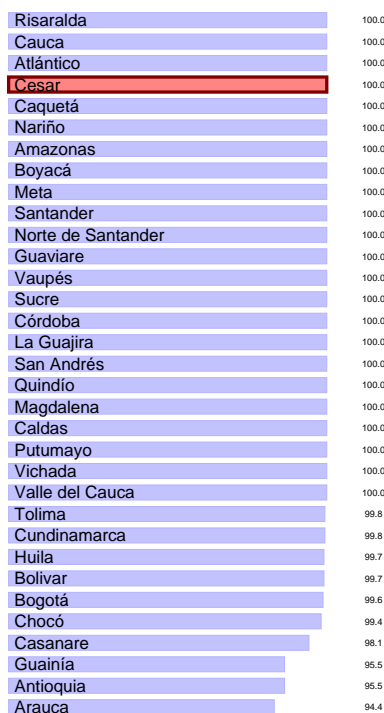 Risaralda 100.0
Cauca 100.0
Atlántico 100.0
Cesar 100.0
Caquetá 100.0
Nariño 100.0
Amazonas 100.0
Boyacá 100.0
Meta 100.0
Santander 100.0
Norte de Santander 100.0
Guaviare 100.0
Vaupés 100.0
Sucre 100.0
Córdoba 100.0
La Guajira 100.0
San Andrés 100.0
Quindío 100.0
Magdalena 100.0
Caldas 100.0
Putumayo 100.0
Vichada 100.0
Valle del Cauca 100.0
Tolima 99.8
Cundinamarca 99.8
Huila 99.7
Bolivar 99.7
Bogotá 99.6
Chocó 99.4
Casanare 98.1
Guainía 95.5
Antioquia 95.5
Arauca 94.4